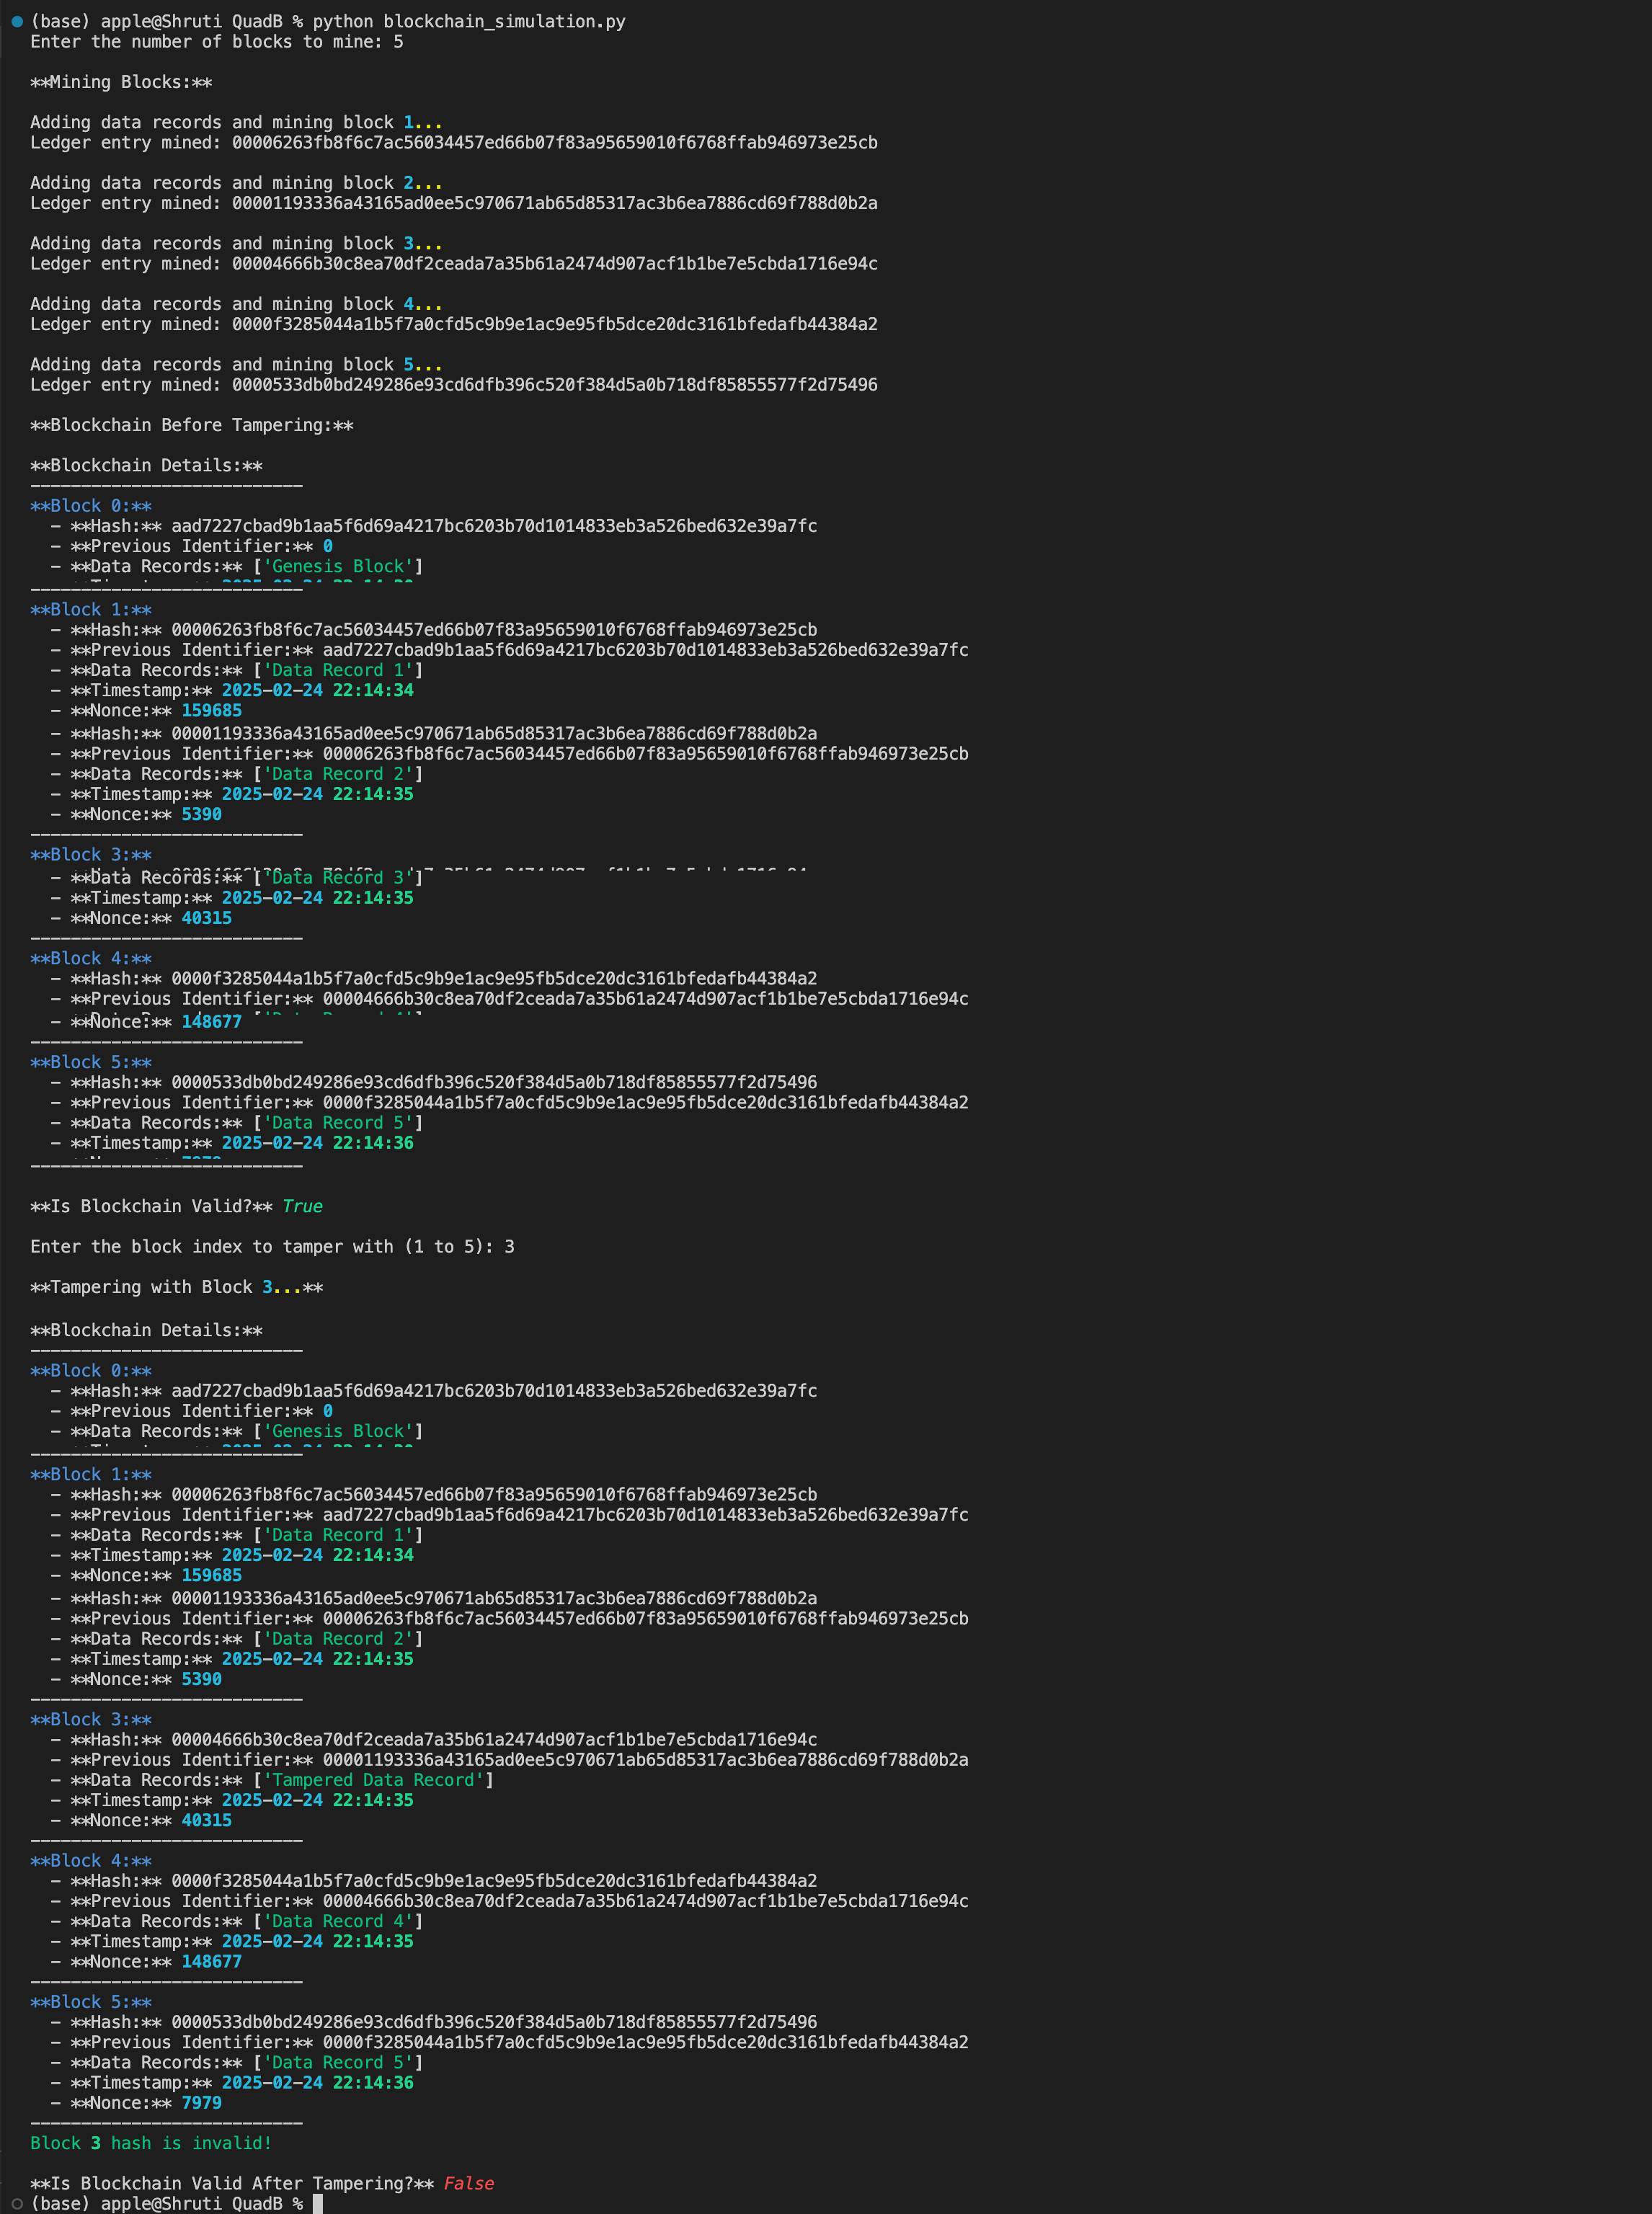 (base) apple@Shruti QuadB % python blockchain_simulation.py
Enter the number of blocks to mine: 5
**Mining Blocks:**
Adding data records and mining block 1...
Ledger entry mined: 00006263fb8f6c7ac56034457ed66b07f83a95659010f6768ffab946973e25cb
Adding data records and mining block 2...
Ledger entry mined: 00001193336a43165ad0ee5c970671ab65d85317ac3b6ea7886cd69f788d0b2a
Adding data records and mining block 3...
Ledger entry mined: 00004666b30c8ea70df2ceada7a35b61a2474d907acf1b1be7e5cbda1716e94c
Adding data records and mining block 4...
Ledger entry mined: 0000f3285044a1b5f7a0cfd5c9b9e1ac9e95fb5dce20dc3161bfedafb44384a2
Adding data records and mining block 5...
Ledger entry mined: 0000533db0bd249286e93cd6dfb396c520f384d5a0b718df85855577f2d75496
**Blockchain Before Tampering:**
**Blockchain Details:**
---------------------------
**Block 0:**
- **Hash:** aad7227cbad9b1aa5f6d69a4217bc6203b70d1014833eb3a526bed632e39a7fc
- **Previous Identifier:** 0
- **Data Records:** ['Genesis Block']
---------------------------
**Block 1:**
- **Hash:** 00006263fb8f6c7ac56034457ed66b07f83a95659010f6768ffab946973e25cb
- **Previous Identifier:** aad7227cbad9b1aa5f6d69a4217bc6203b70d1014833eb3a526bed632e39a7fc
- **Data Records:** ['Data Record 1']
- **Timestamp:** 2025-02-24 22:14:34
- **Nonce:** 159685
- **Hash:** 00001193336a43165ad0ee5c970671ab65d85317ac3b6ea7886cd69f788d0b2a
- **Previous Identifier:** 00006263fb8f6c7ac56034457ed66b07f83a95659010f6768ffab946973e25cb
- **Data Records:** ['Data Record 2']
- **Timestamp:** 2025-02-24 22:14:35
- **Nonce:** 5390
---------------------------
**Block 3:**
- **Data Records:** ['Data Record 3']
- **Timestamp:** 2025-02-24 22:14:35
- **Nonce:** 40315
---------------------------
**Block 4:**
- **Hash:** 0000f3285044a1b5f7a0cfd5c9b9e1ac9e95fb5dce20dc3161bfedafb44384a2
- **Previous Identifier:** 00004666b30c8ea70df2ceada7a35b61a2474d907acf1b1be7e5cbda1716e94c
- **Nonce:** 148677
---------------------------
**Block 5:**
- **Hash:** 0000533db0bd249286e93cd6dfb396c520f384d5a0b718df85855577f2d75496
- **Previous Identifier:** 0000f3285044a1b5f7a0cfd5c9b9e1ac9e95fb5dce20dc3161bfedafb44384a2
- **Data Records:** ['Data Record 5']
- **Timestamp:** 2025-02-24 22:14:36
---------------------------
**Is Blockchain Valid?** True
Enter the block index to tamper with (1 to 5): 3
**Tampering with Block 3...**
**Blockchain Details:**
---------------------------
**Block 0:**
- **Hash:** aad7227cbad9b1aa5f6d69a4217bc6203b70d1014833eb3a526bed632e39a7fc
- **Previous Identifier:** 0
- **Data Records:** ['Genesis Block']
---------------------------
**Block 1:**
- **Hash:** 00006263fb8f6c7ac56034457ed66b07f83a95659010f6768ffab946973e25cb
- **Previous Identifier:** aad7227cbad9b1aa5f6d69a4217bc6203b70d1014833eb3a526bed632e39a7fc
- **Data Records:** ['Data Record 1']
- **Timestamp:** 2025-02-24 22:14:34
- **Nonce:** 159685
- **Hash:** 00001193336a43165ad0ee5c970671ab65d85317ac3b6ea7886cd69f788d0b2a
- **Previous Identifier:** 00006263fb8f6c7ac56034457ed66b07f83a95659010f6768ffab946973e25cb
- **Data Records:** ['Data Record 2']
- **Timestamp:** 2025-02-24 22:14:35
- **Nonce:** 5390
---------------------------
**Block 3:**
- **Hash:** 00004666b30c8ea70df2ceada7a35b61a2474d907acf1b1be7e5cbda1716e94c
- **Previous Identifier:** 00001193336a43165ad0ee5c970671ab65d85317ac3b6ea7886cd69f788d0b2a
- **Data Records:** ['Tampered Data Record']
- **Timestamp:** 2025-02-24 22:14:35
- **Nonce:** 40315
---------------------------
**Block 4:**
- **Hash:** 0000f3285044a1b5f7a0cfd5c9b9e1ac9e95fb5dce20dc3161bfedafb44384a2
- **Previous Identifier:** 00004666b30c8ea70df2ceada7a35b61a2474d907acf1b1be7e5cbda1716e94c
- **Data Records:** ['Data Record 4']
- **Timestamp:** 2025-02-24 22:14:35
- **Nonce:** 148677
---------------------------
**Block 5:**
- **Hash:** 0000533db0bd249286e93cd6dfb396c520f384d5a0b718df85855577f2d75496
- **Previous Identifier:** 0000f3285044a1b5f7a0cfd5c9b9e1ac9e95fb5dce20dc3161bfedafb44384a2
- **Data Records:** ['Data Record 5']
- **Timestamp:** 2025-02-24 22:14:36
- **Nonce:** 7979
---------------------------
Block 3 hash is invalid!
**Is Blockchain Valid After Tampering?** False
(base) apple@Shruti QuadB %